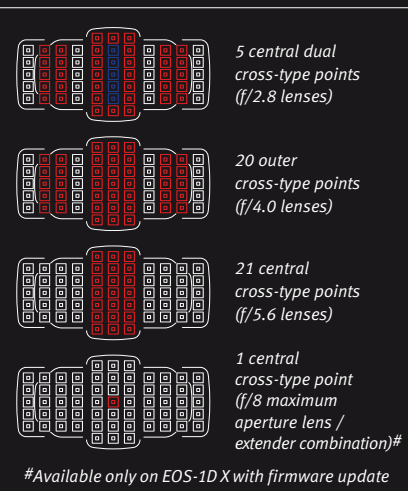 5 central dual
cross-type points
(f/2.8 lenses)
20 outer
cross-type points
(f/4.0 lenses)
21 central
cross-type points
(f/5.6 lenses)
1 central
cross-type point
(f/8 maximum
aperture lens /
extender combination)#
#Available only on EOS-1D X with firmware update